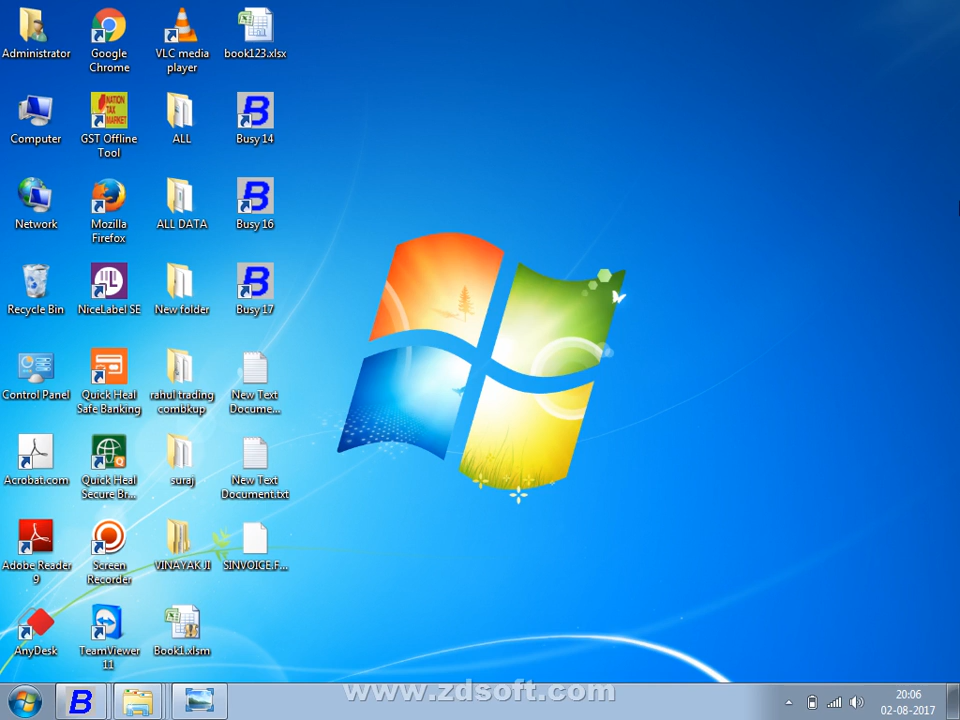 Administrator
Google
Chrome
VLC media
player
book123.xlsx
Computer
NATION
TAX
MARKET
GST Offline
Tool
ALL
B
Busy 14
Network
Mozilla
Firefox
ALL DATA
B
Busy 16
Recycle Bin
NiceLabel SE
New folder
B
Busy 17
Control Panel
Quick Heal
Safe Banking
rahul trading
combkup
New Text
Docume...
Acrobat.com
Quick Heal
Secure Br...
suraj
New Text
Document.txt
Adobe Reader
9
Screen
Recorder
VINAYAK JI
SINVOICE.F...
AnyDesk
TeamViewer
11
Book1.xlsm
B
www.zdsoft.com
20:06
02-08-2017